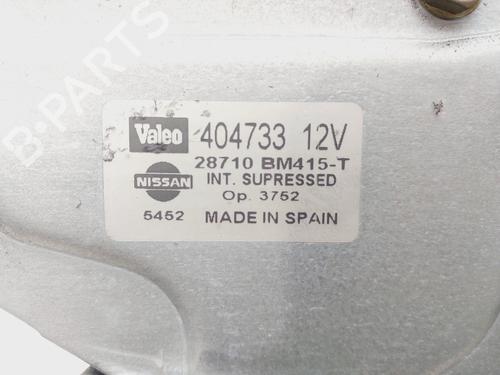 B-PARTS
Valeo 404733 12V
28710 BM415-T
NISSAN INT. SUPRESSED
Op. 3752
5452 MADE IN SPAIN